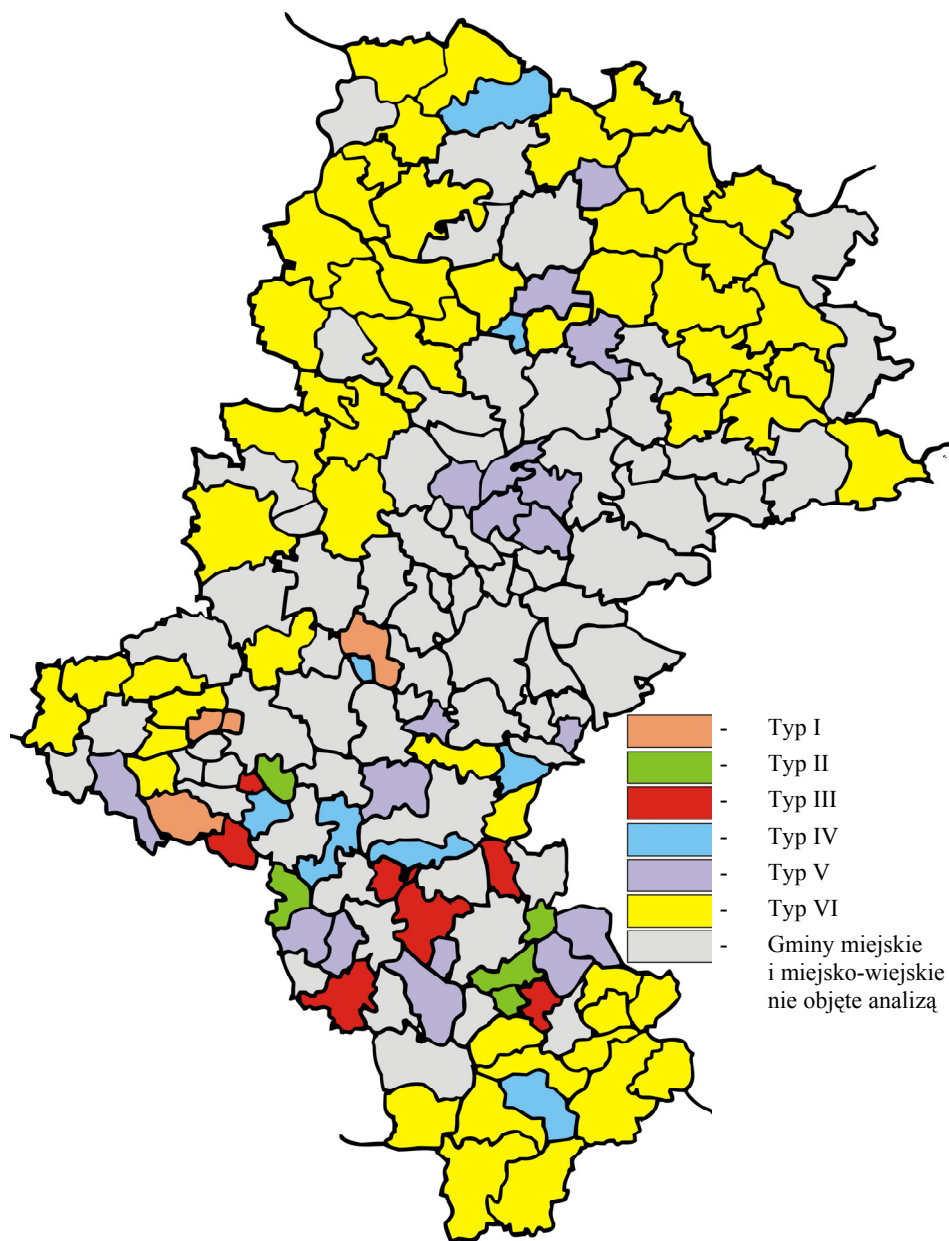 - Typ I
- Typ II
- Typ III
- Typ IV
- Typ V
- Typ VI
- Gminy miejskie
i miejsko-wiejskie
nie objęte analizą